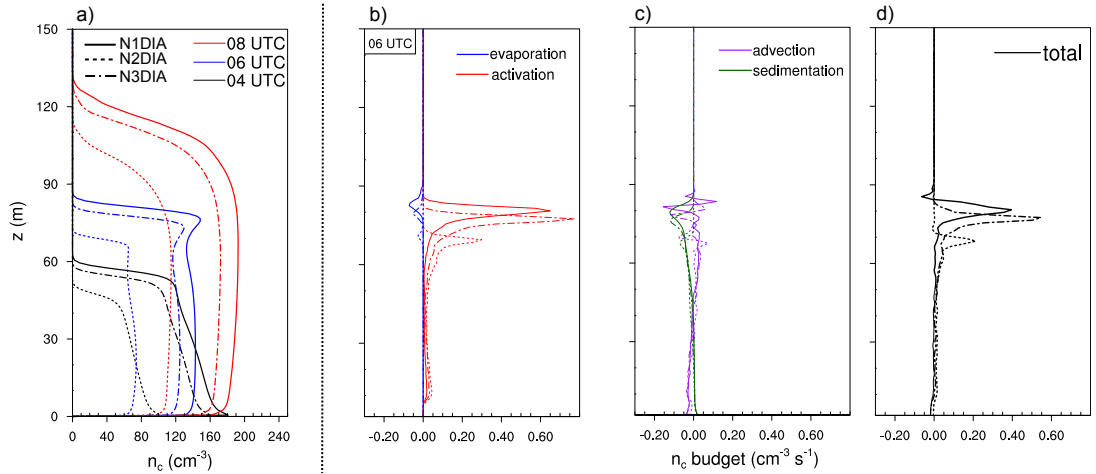 a)
b)
c)
d)
150
120
90
60
30
0
z (m)
N1DIA
N2DIA
N3DIA
08 UTC
06 UTC
04 UTC
0 40 80 120 160 200 240
n_c (cm⁻³)
06 UTC
evaporation
activation
-0.20 0.00 0.20 0.40 0.60
advection
sedimentation
-0.20 0.00 0.20 0.40 0.60
n_c budget (cm⁻³ s⁻¹)
total
-0.20 0.00 0.20 0.40 0.60